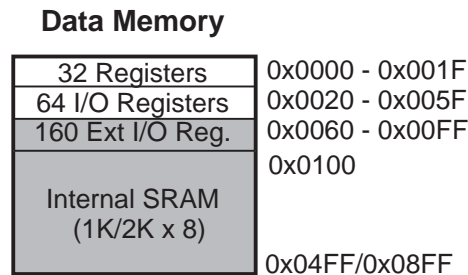 Data Memory
32 Registers 0x0000 - 0x001F
64 I/O Registers 0x0020 - 0x005F
160 Ext I/O Reg. 0x0060 - 0x00FF
0x0100
Internal SRAM
(1K/2K x 8)
0x04FF/0x08FF